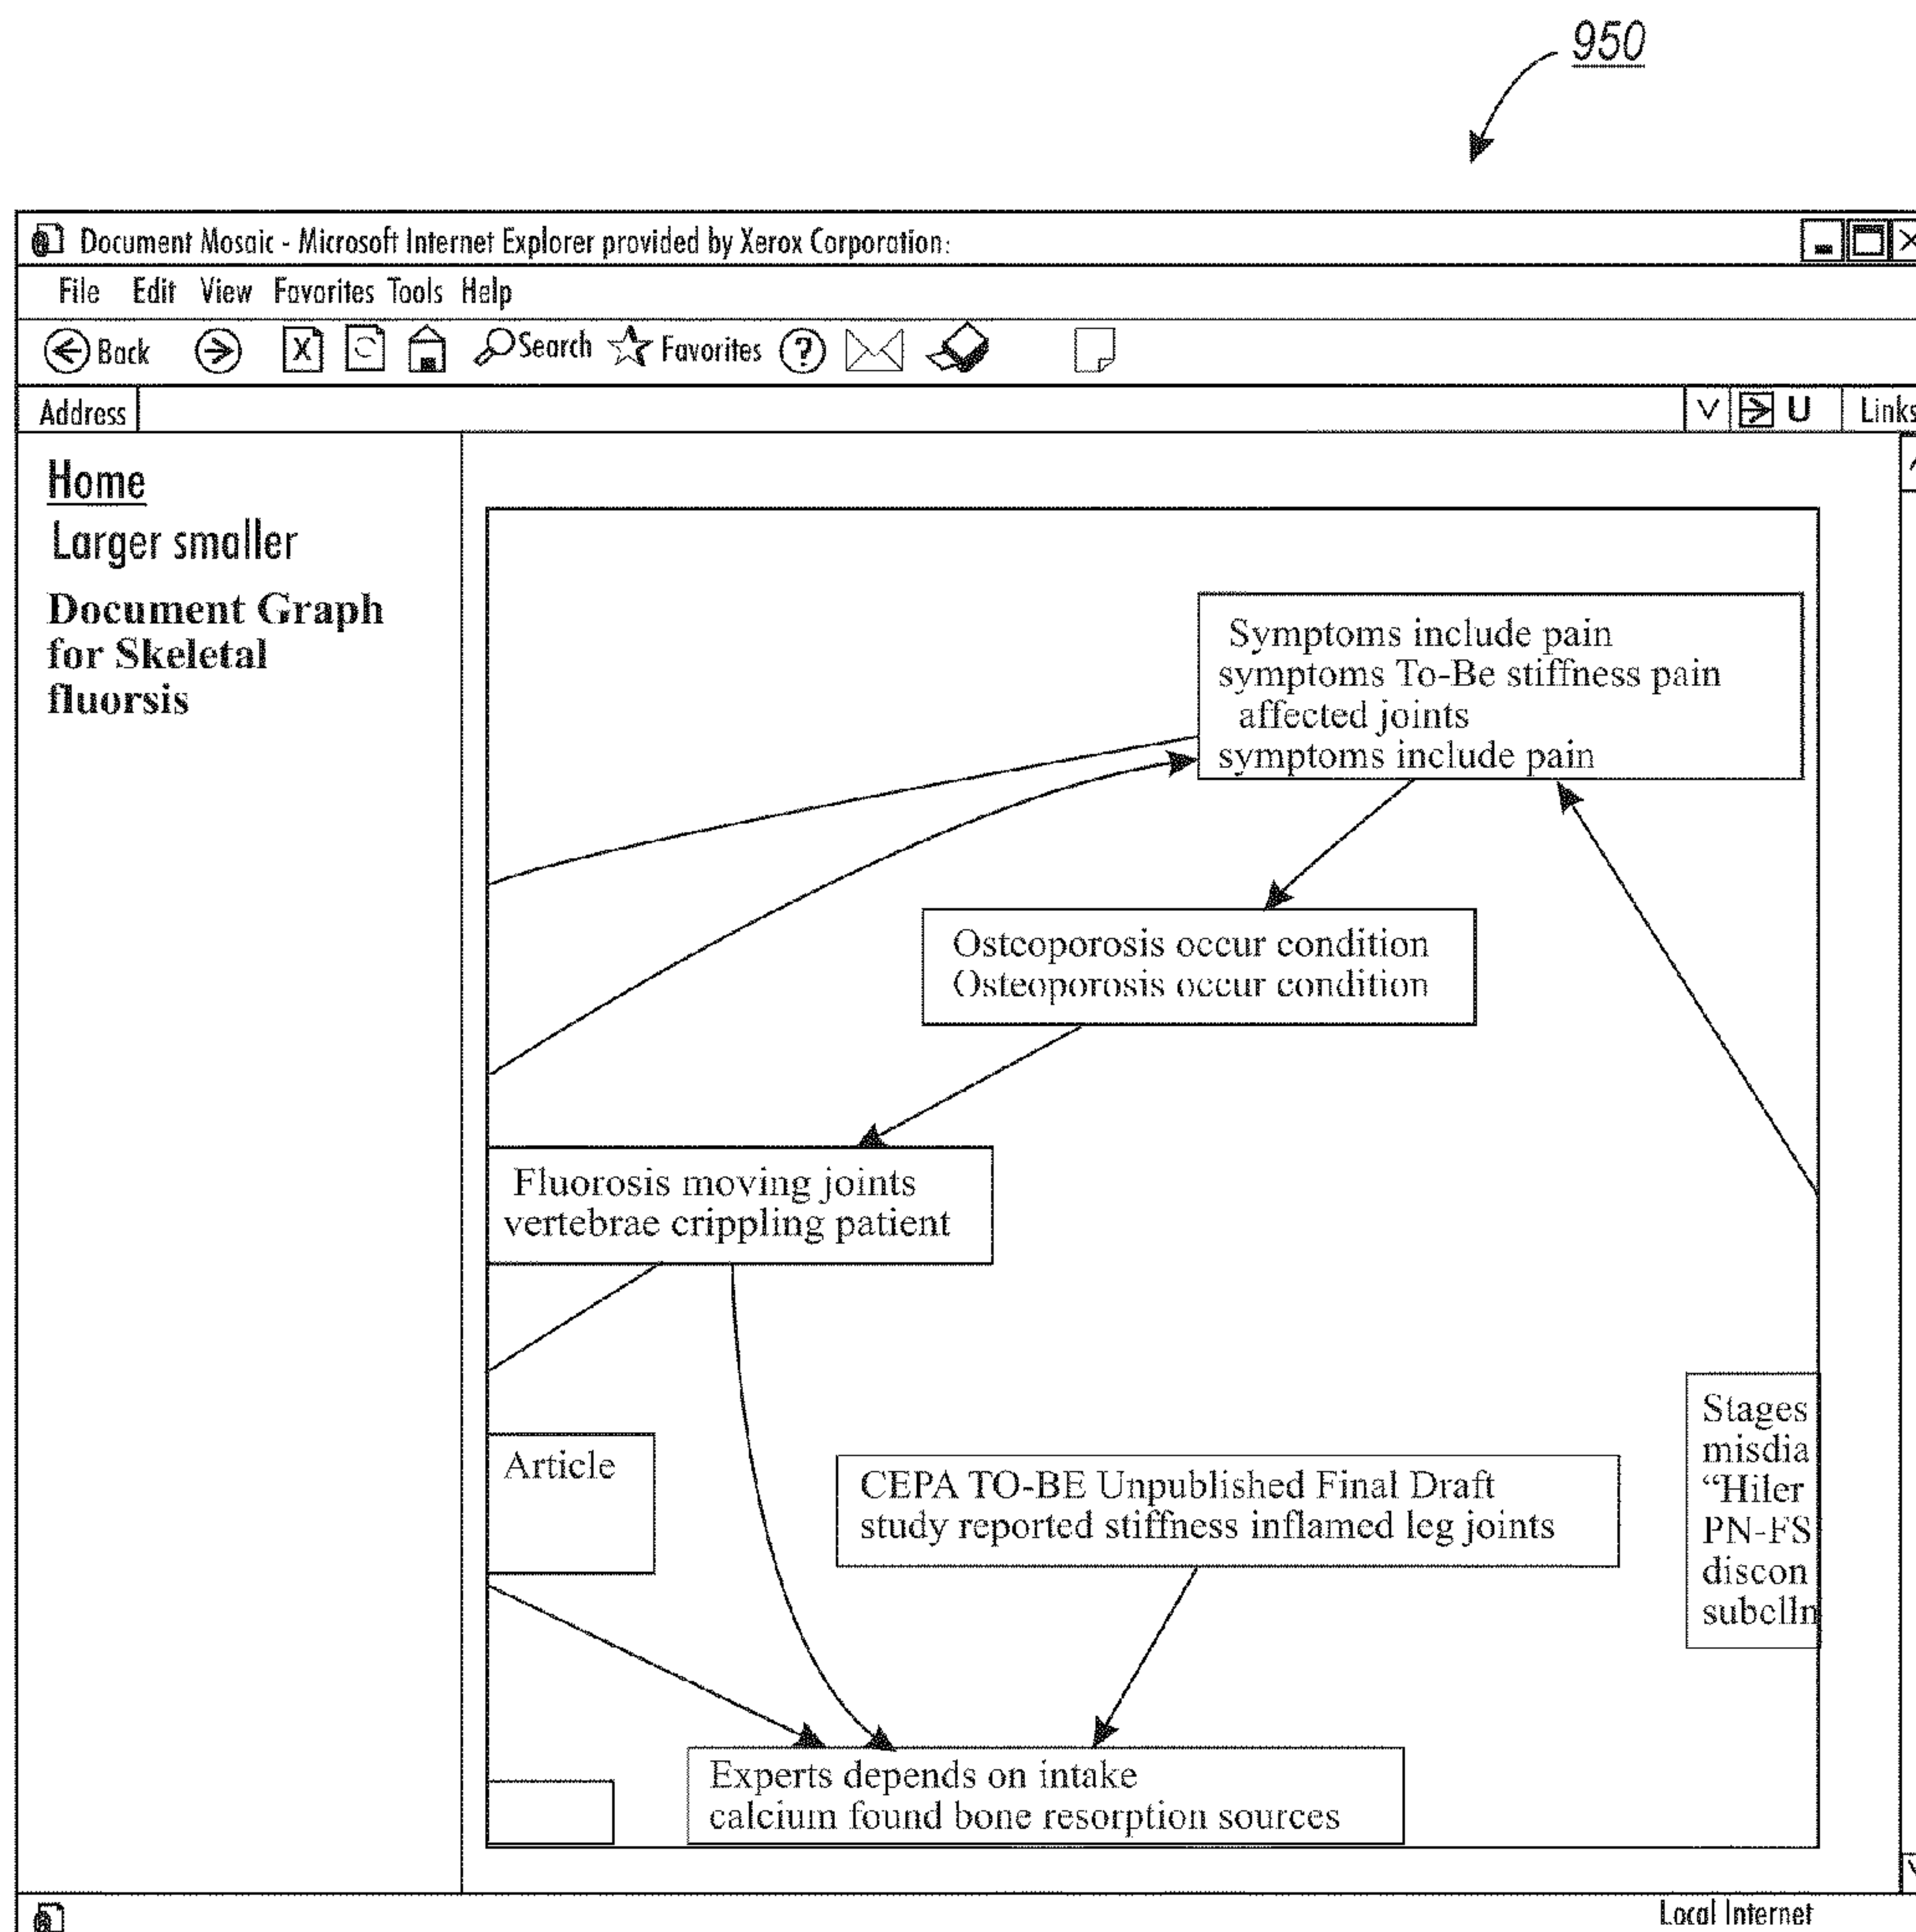 950
Document Mosaic - Microsoft Internet Explorer provided by Xerox Corporation:
File Edit View Favorites Tools Help
Back Search Favorites ?
Address
U Links
Home
Larger smaller
Document Graph
for Skeletal
fluorsis
Symptoms include pain
symptoms To-Be stiffness pain
affected joints
symptoms include pain
Osteoporosis occur condition
Osteoporosis occur condition
Fluorosis moving joints
vertebrae crippling patient
Article
CEPA TO-BE Unpublished Final Draft
study reported stiffness inflamed leg joints
Stages
misdia
“Hiler
PN-FS
discon
subclln
Experts depends on intake
calcium found bone resorption sources
Local Internet